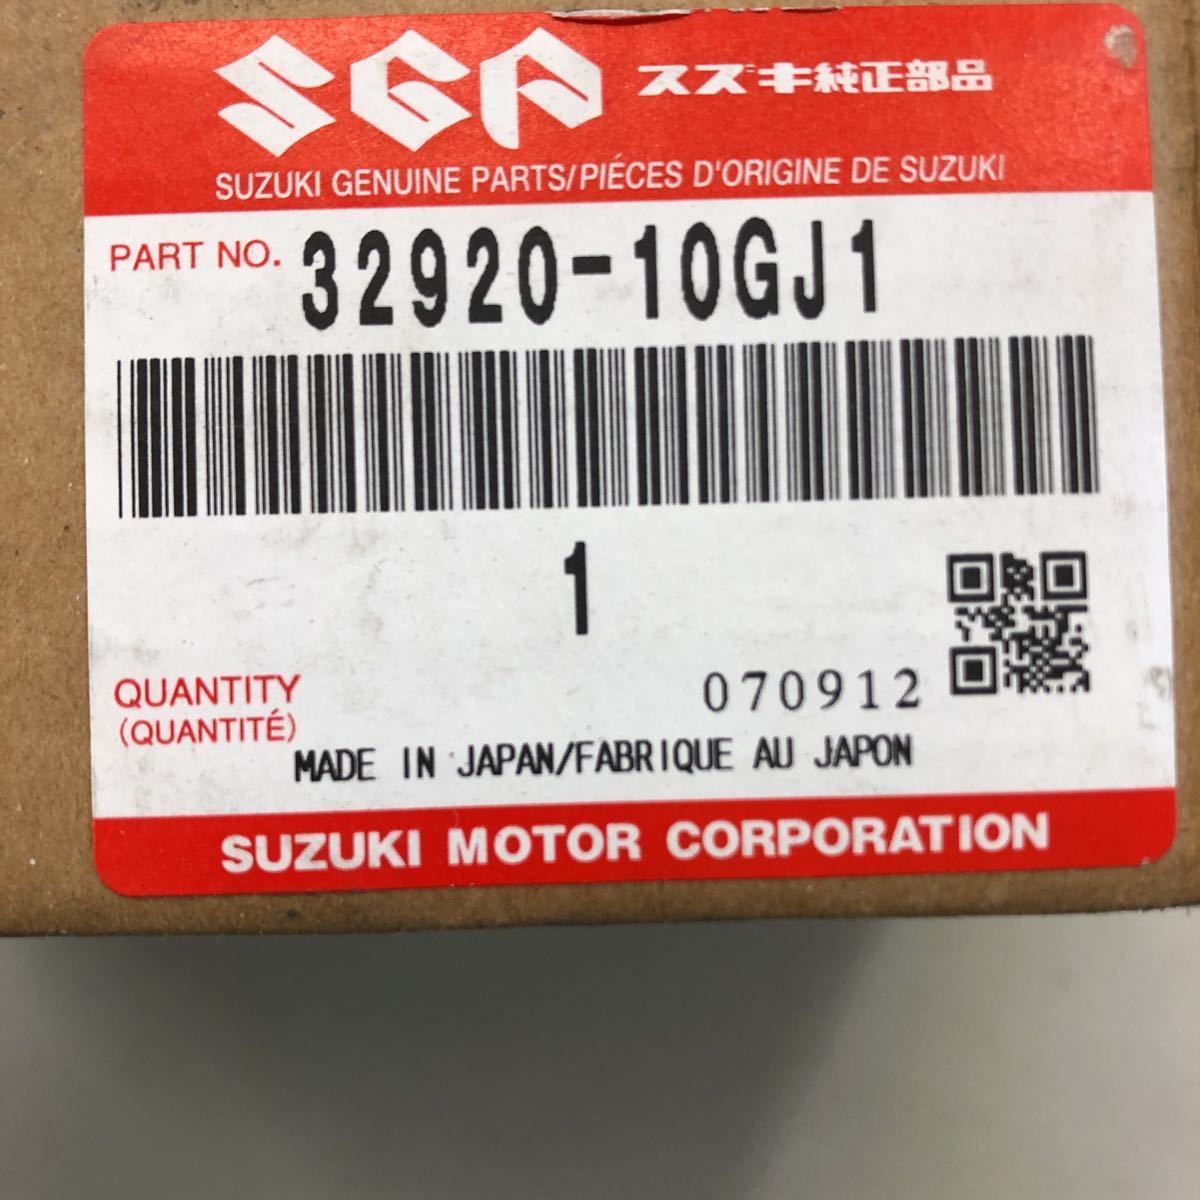 SGP スズキ純正部品
SUZUKI GENUINE PARTS/PIÉCES D'ORIGINE DE SUZUKI
PART NO. 32920-10GJ1
1
070912
QUANTITY
(QUANTITÉ)
MADE IN JAPAN/FABRIQUE AU JAPON
SUZUKI MOTOR CORPORATION